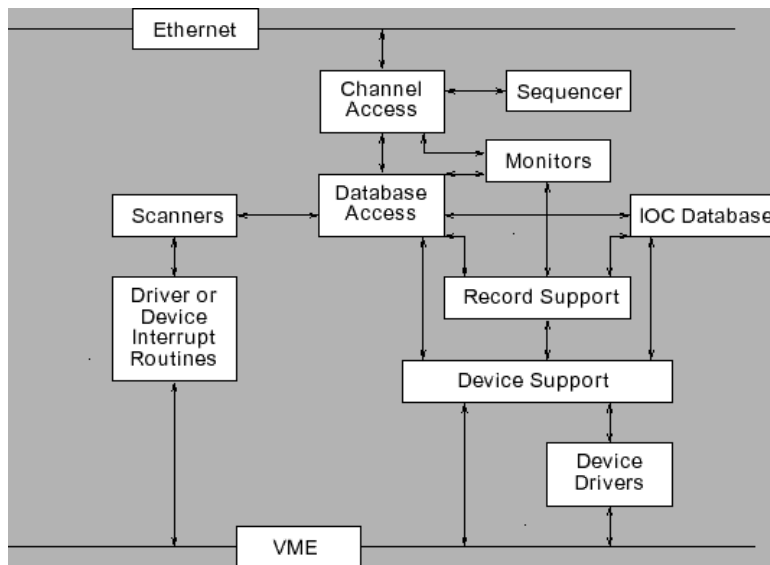 Ethernet
Channel
Access
Sequencer
Monitors
Database
Access
Scanners
IOC Database
Driver or
Device
Interrupt
Routines
Record Support
Device Support
Device
Drivers
VME